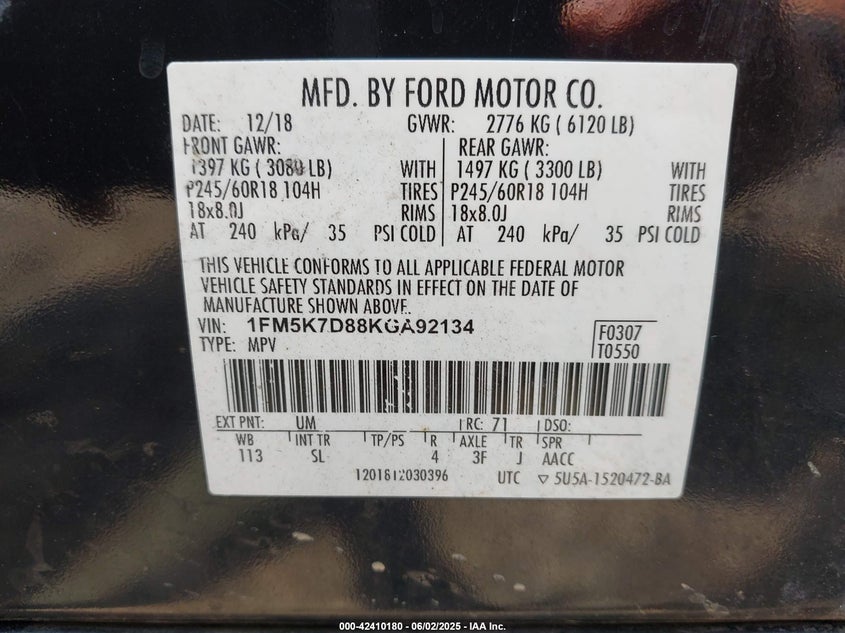 MFD. BY FORD MOTOR CO.
DATE: 12/18 GVWR: 2776 KG ( 6120 LB)
FRONT GAWR: REAR GAWR:
1397 KG ( 3080 LB) WITH 1497 KG ( 3300 LB) WITH
P245/60R18 104H TIRES P245/60R18 104H TIRES
18x8.0J RIMS 18x8.0J RIMS
AT 240 kPa/ 35 PSI COLD AT 240 kPa/ 35 PSI COLD
THIS VEHICLE CONFORMS TO ALL APPLICABLE FEDERAL MOTOR
VEHICLE SAFETY STANDARDS IN EFFECT ON THE DATE OF
MANUFACTURE SHOWN ABOVE.
VIN: 1FM5K7D88KGA92134
TYPE: MPV
F0307
T0550
EXT PNT: UM RC: 71 DSO:
WB INT TR TP/PS R AXLE TR SPR
113 SL 4 3F J AACC
1201812030396 UTC ▽ 5U5A-1520472-BA
000-42410180 - 06/02/2025 - IAA Inc.